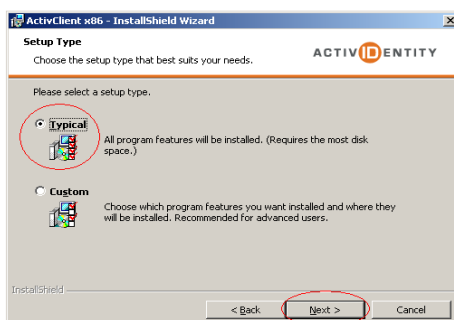 ActivClient x86 - InstallShield Wizard
Setup Type
Choose the setup type that best suits your needs.
ACTIVIDENTITY
Please select a setup type.
Typical
All program features will be installed. (Requires the most disk
space.)
Custom
Choose which program features you want installed and where they
will be installed. Recommended for advanced users.
InstallShield
< Back Next > Cancel